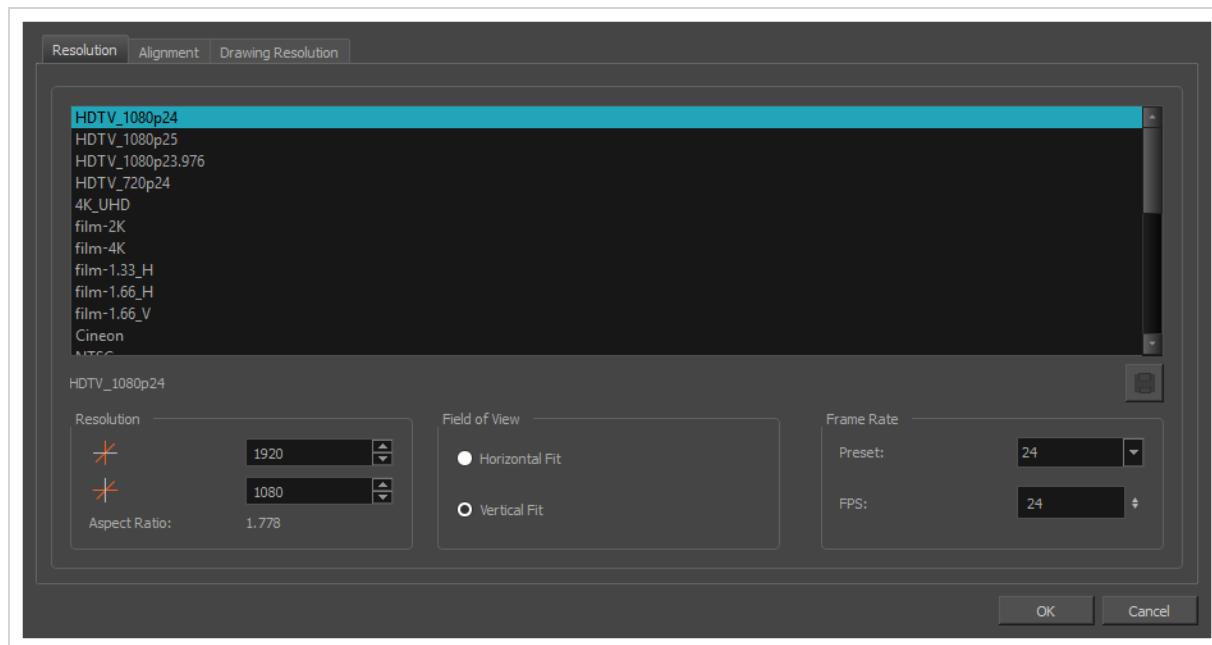 Resolution Alignment Drawing Resolution
HDTV_1080p24
HDTV_1080p25
HDTV_1080p23.976
HDTV_720p24
4K_UHD
film-2K
film-4K
film-1.33_H
film-1.66_H
film-1.66_V
Cineon
NTSC
HDTV_1080p24
Resolution Field of View Frame Rate
1920 Horizontal Fit Preset: 24
1080 Vertical Fit FPS: 24
Aspect Ratio: 1.778
OK Cancel